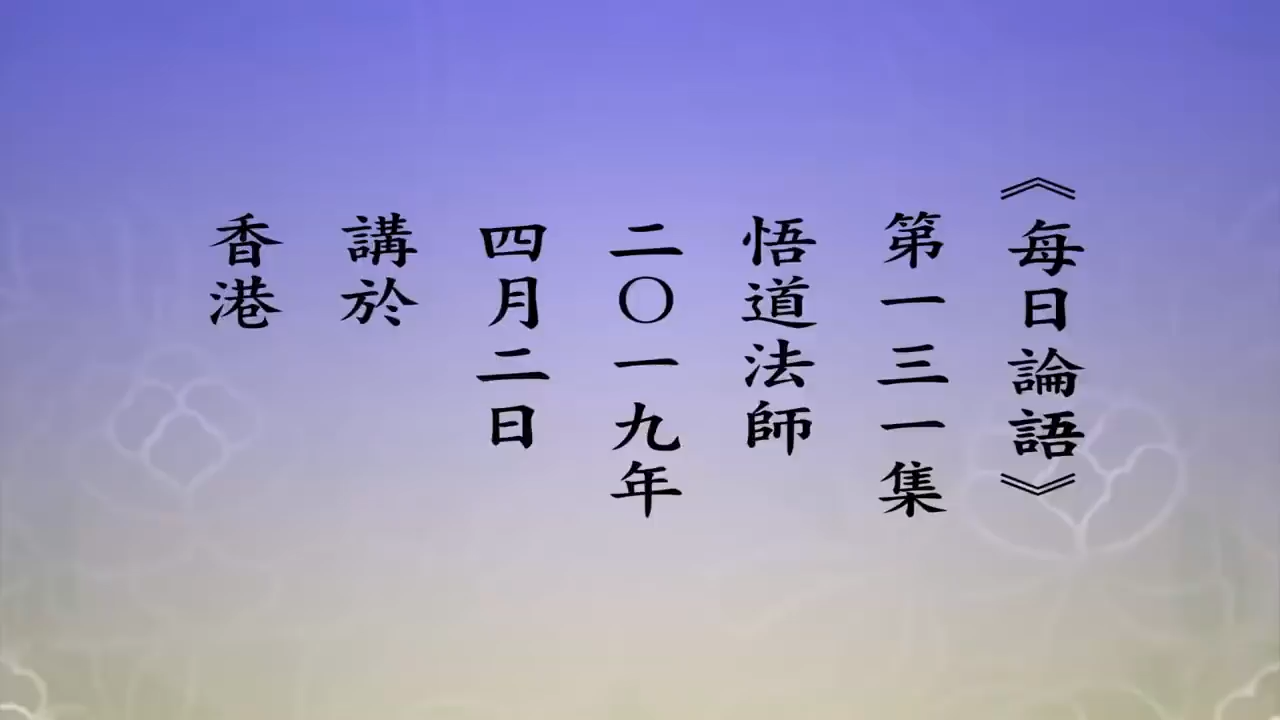 《每日論語》
第一三一集
悟道法師
二〇一九年
四月二日
講於
香港